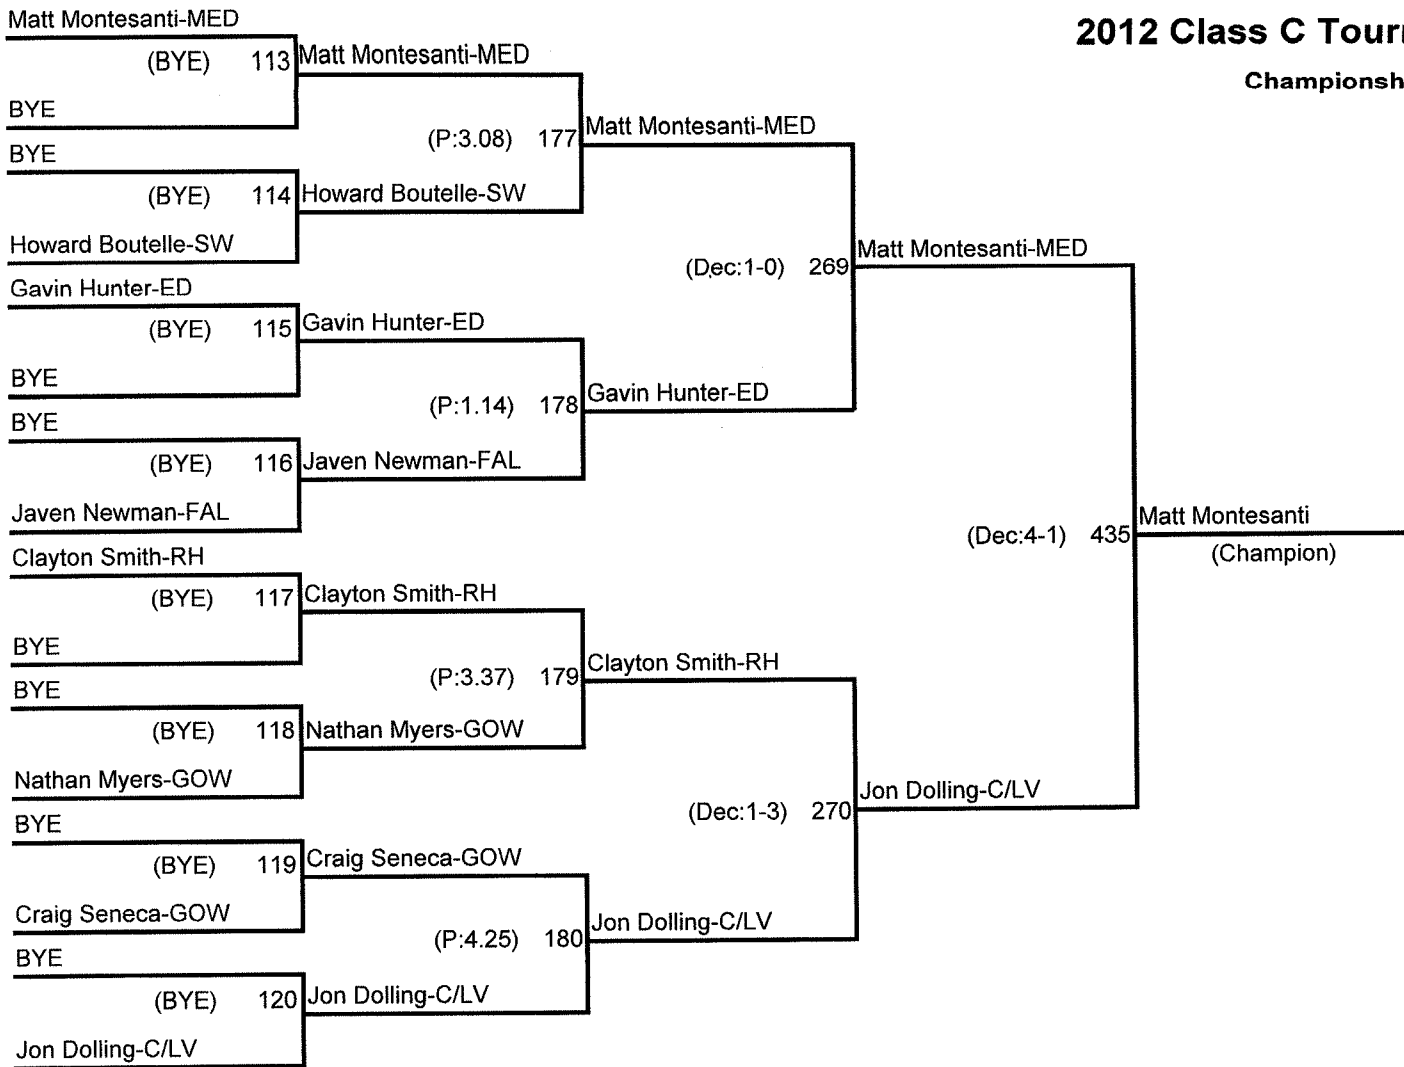 Matt Montesanti-MED
2012 Class C Tour
(BYE) 113 Matt Montesanti-MED
Championsh
BYE
(P:3.08) 177 Matt Montesanti-MED
BYE
(BYE) 114 Howard Boutelle-SW
Howard Boutelle-SW
(Dec:1-0) 269 Matt Montesanti-MED
Gavin Hunter-ED
(BYE) 115 Gavin Hunter-ED
BYE
(P:1.14) 178 Gavin Hunter-ED
BYE
(BYE) 116 Javen Newman-FAL
Javen Newman-FAL
(Dec:4-1) 435 Matt Montesanti
(Champion)
Clayton Smith-RH
(BYE) 117 Clayton Smith-RH
BYE
(P:3.37) 179 Clayton Smith-RH
BYE
(BYE) 118 Nathan Myers-GOW
Nathan Myers-GOW
(Dec:1-3) 270 Jon Dolling-C/LV
BYE
(BYE) 119 Craig Seneca-GOW
Craig Seneca-GOW
(P:4.25) 180 Jon Dolling-C/LV
BYE
(BYE) 120 Jon Dolling-C/LV
Jon Dolling-C/LV